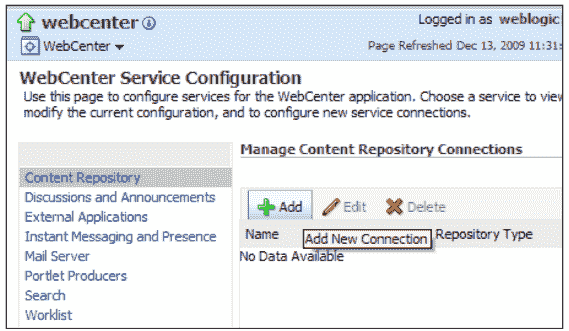 webcenter
Logged in as weblogic
WebCenter
Page Refreshed Dec 13, 2009 11:31:
WebCenter Service Configuration
Use this page to configure services for the WebCenter application. Choose a service to view
modify the current configuration, and to configure new service connections.
Manage Content Repository Connections
Content Repository
Discussions and Announcements
External Applications
Instant Messaging and Presence
Mail Server
Portlet Producers
Search
Worklist
Add Edit Delete
Name Repository Type
Add New Connection
No Data Available